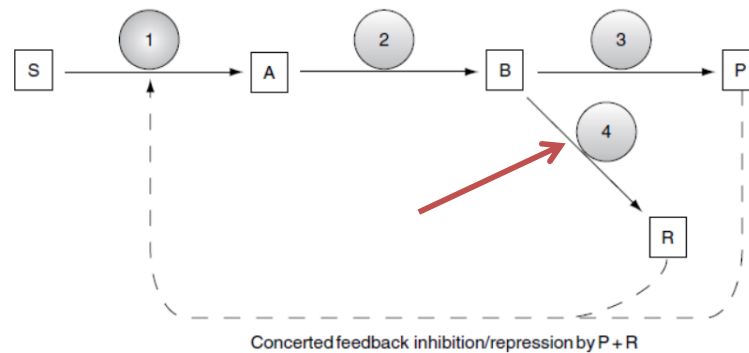 1
2
3
S
A
B
P
4
R
Concerted feedback inhibition/repression by P + R